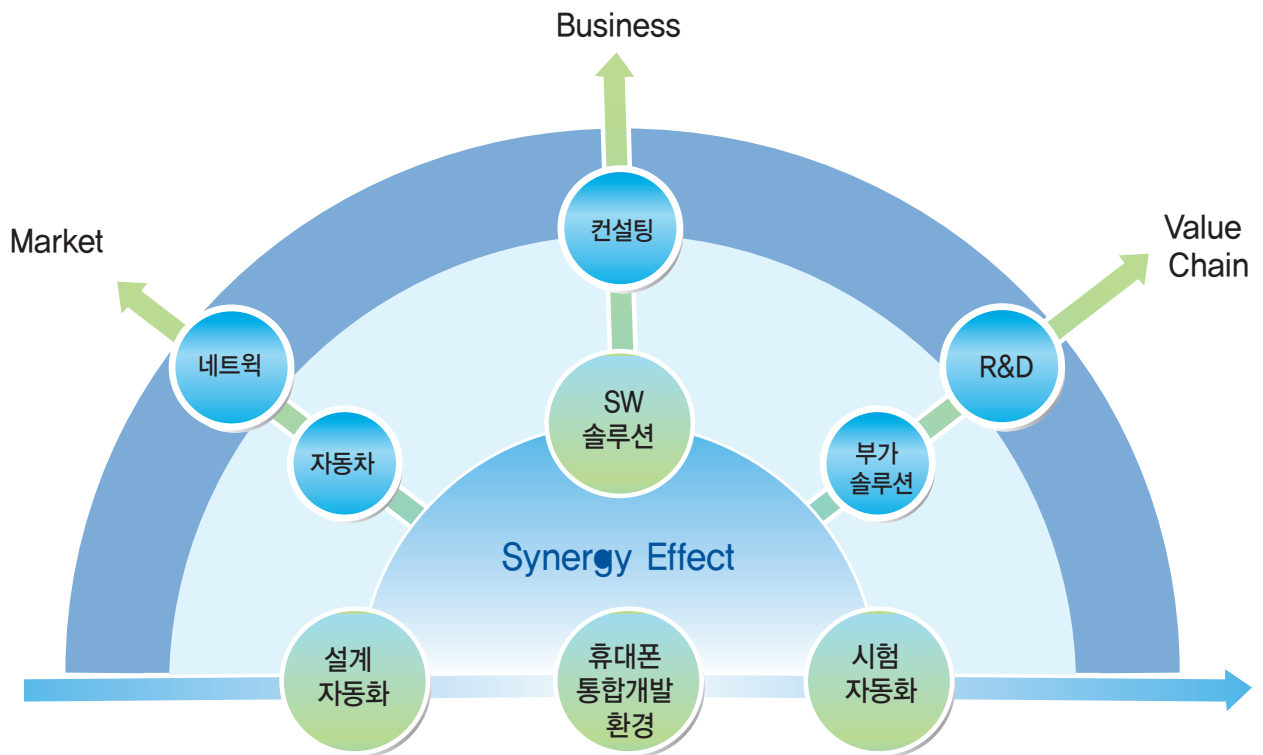 Business
Market
Value
Chain
컨설팅
네트웍
R&D
SW
솔루션
자동차
부가
솔루션
Synergy Effect
설계
자동화
휴대폰
통합개발
환경
시험
자동화